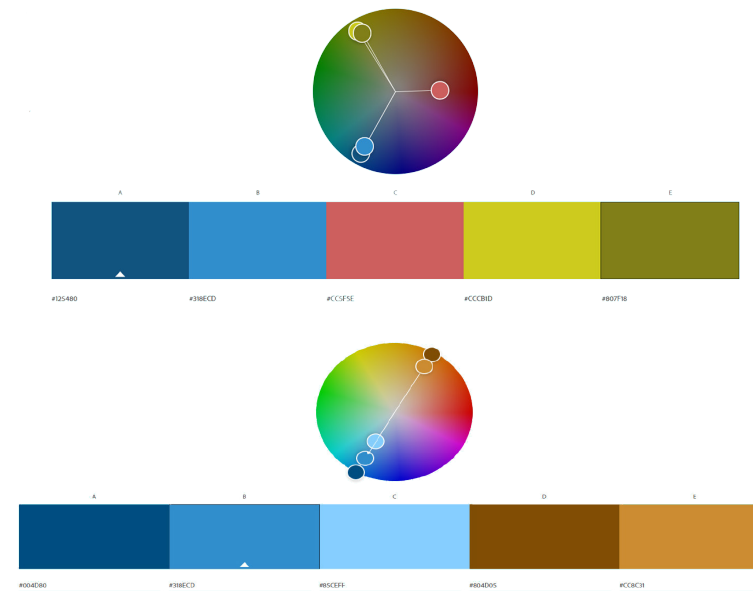 A B C D E
#125480 #318ECD #CC5F5E #CCCB1D #807F18
A B C D E
#004D80 #318ECD #85CEFF #804D05 #CC8C31